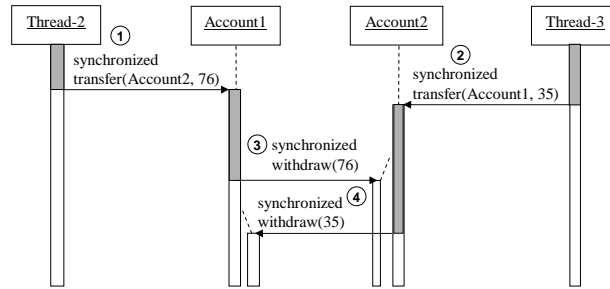 Thread-2
Account1
Account2
Thread-3
1
synchronized
transfer(Account2, 76)
2
synchronized
transfer(Account1, 35)
3
synchronized
withdraw(76)
4
synchronized
withdraw(35)